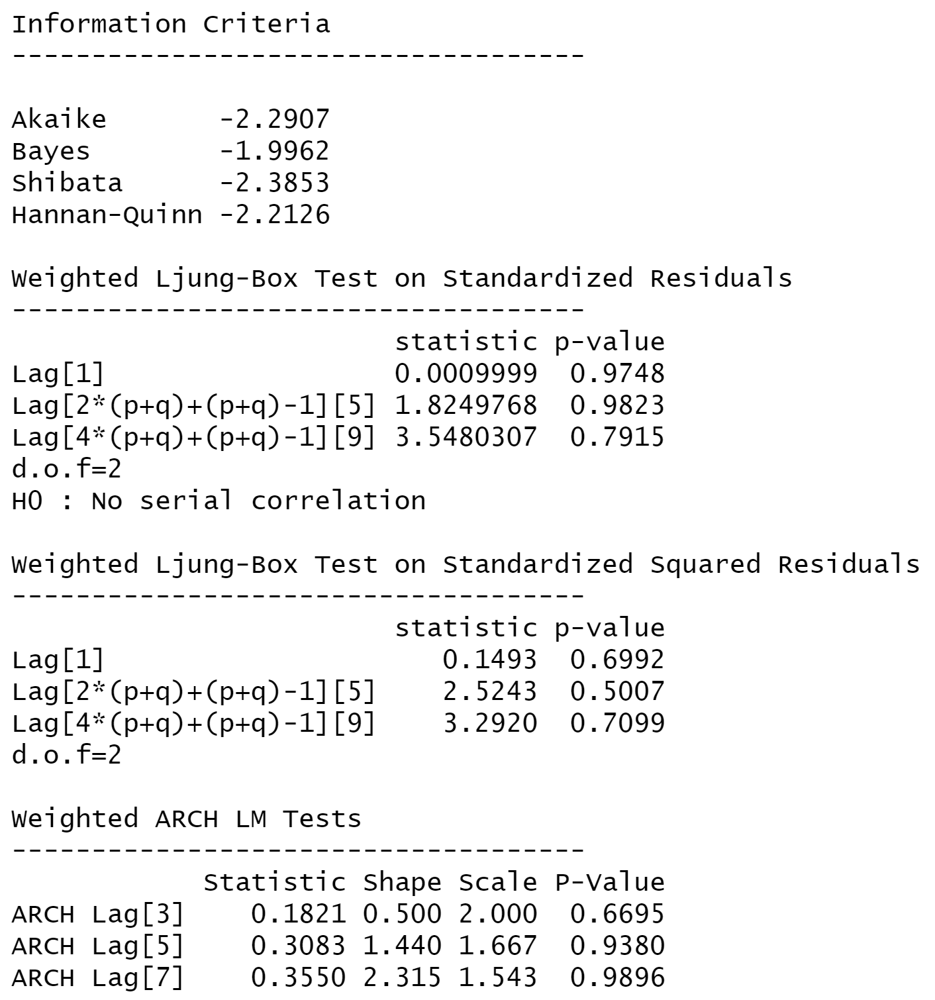 Information Criteria
------------------------------------
Akaike       -2.2907
Bayes        -1.9962
Shibata      -2.3853
Hannan-Quinn -2.2126
Weighted Ljung-Box Test on Standardized Residuals
------------------------------------
                        statistic p-value
Lag[1]                  0.0009999  0.9748
Lag[2*(p+q)+(p+q)-1][5] 1.8249768  0.9823
Lag[4*(p+q)+(p+q)-1][9] 3.5480307  0.7915
d.o.f=2
H0 : No serial correlation
Weighted Ljung-Box Test on Standardized Squared Residuals
------------------------------------
                        statistic p-value
Lag[1]                     0.1493  0.6992
Lag[2*(p+q)+(p+q)-1][5]    2.5243  0.5007
Lag[4*(p+q)+(p+q)-1][9]    3.2920  0.7099
d.o.f=2
Weighted ARCH LM Tests
------------------------------------
            Statistic Shape Scale P-Value
ARCH Lag[3]    0.1821 0.500 2.000  0.6695
ARCH Lag[5]    0.3083 1.440 1.667  0.9380
ARCH Lag[7]    0.3550 2.315 1.543  0.9896